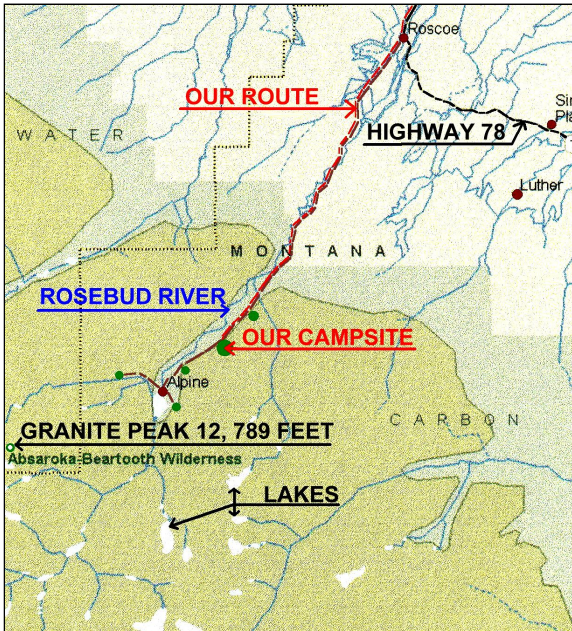 Roscoe
OUR ROUTE
WATER
HIGHWAY 78
Luther
MONTANA
ROSEBUD RIVER
OUR CAMPSITE
Alpine
CARBON
GRANITE PEAK 12, 789 FEET
Absaroka-Beartooth Wilderness
LAKES